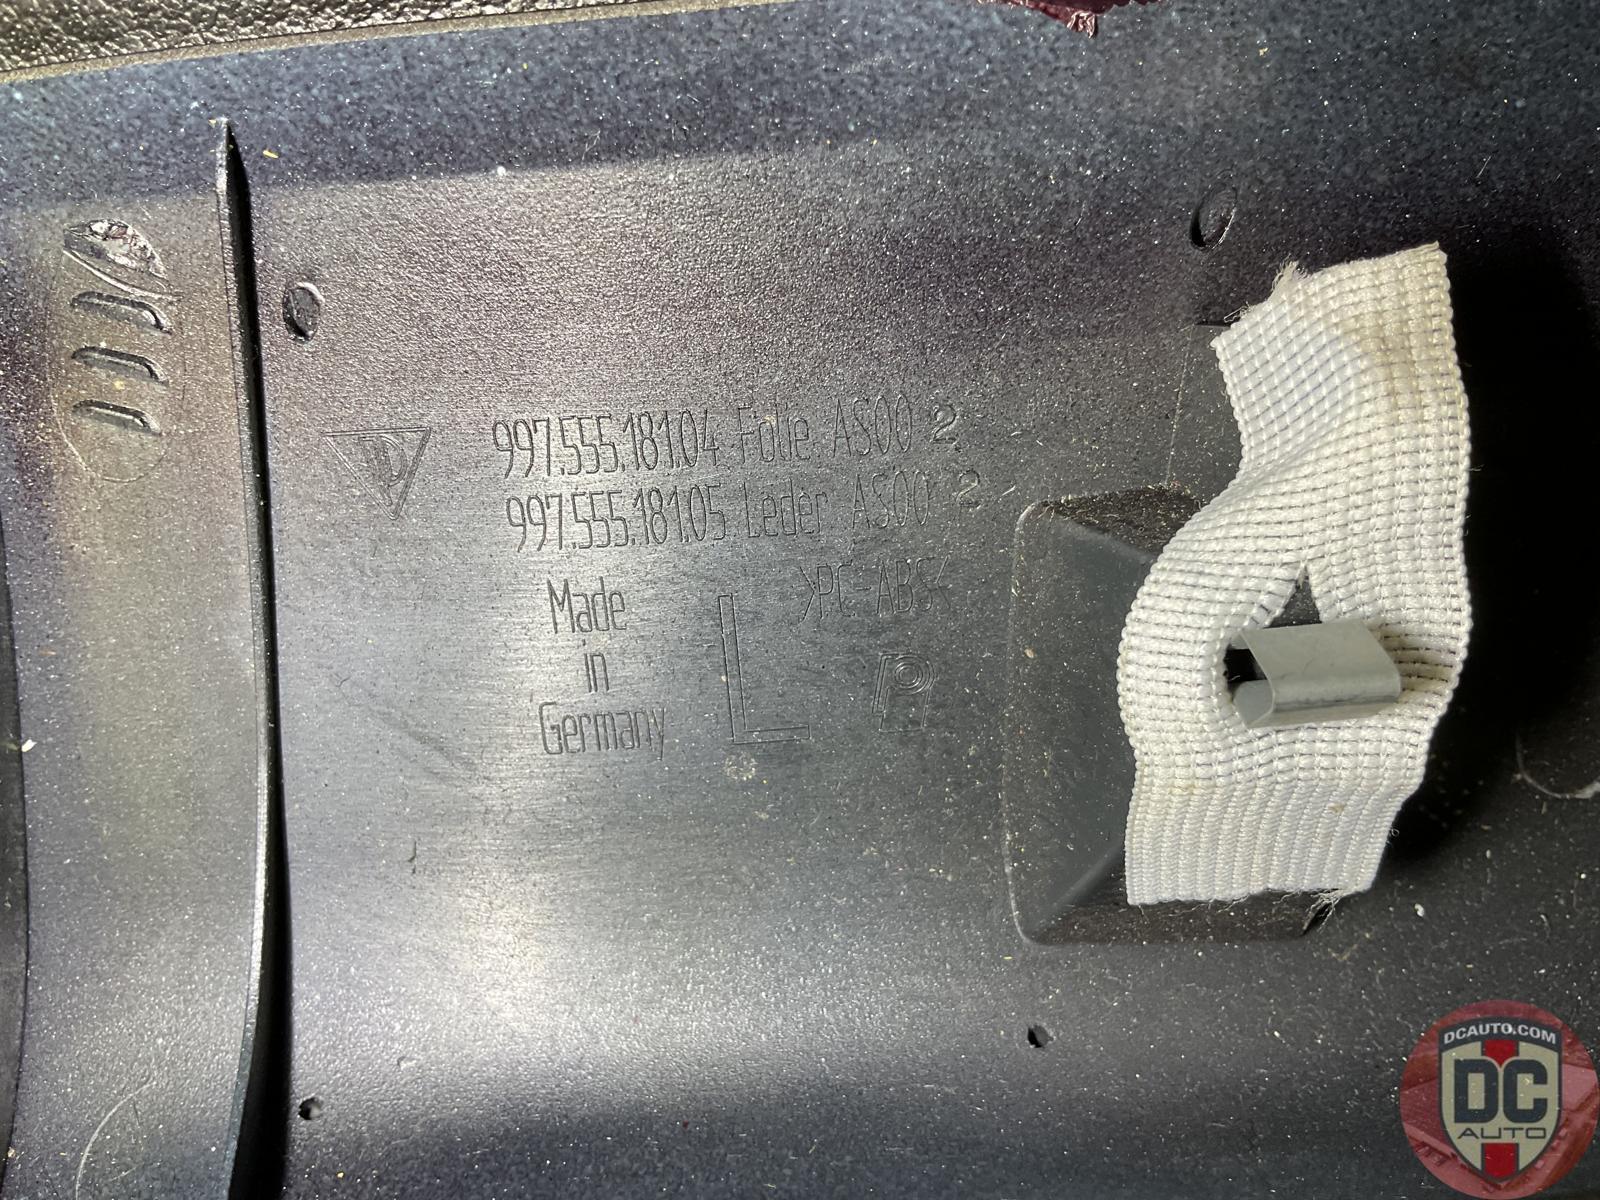 997.555.181.04 Folie AS00 2
997.555.181.05 Leder AS00 2
>PC-ABS<
Made
in
Germany
L
DCAUTO.COM
DC
AUTO